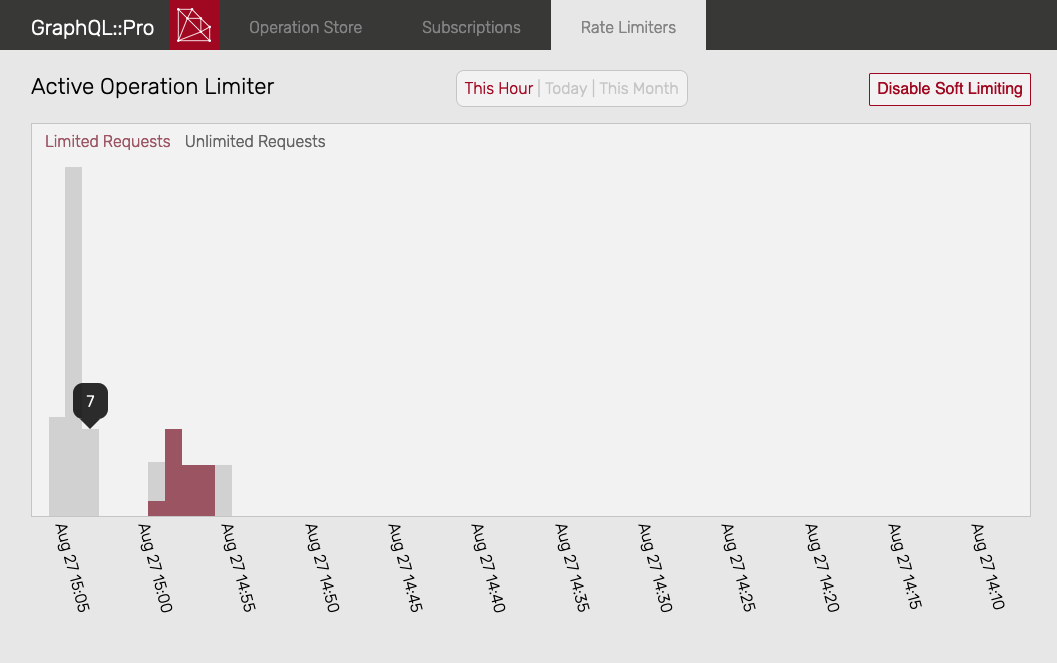 GraphQL::Pro Operation Store Subscriptions Rate Limiters
Active Operation Limiter This Hour | Today | This Month Disable Soft Limiting
Limited Requests Unlimited Requests
7
Aug 27 15:05
Aug 27 15:00
Aug 27 14:55
Aug 27 14:50
Aug 27 14:45
Aug 27 14:40
Aug 27 14:35
Aug 27 14:30
Aug 27 14:25
Aug 27 14:20
Aug 27 14:15
Aug 27 14:10